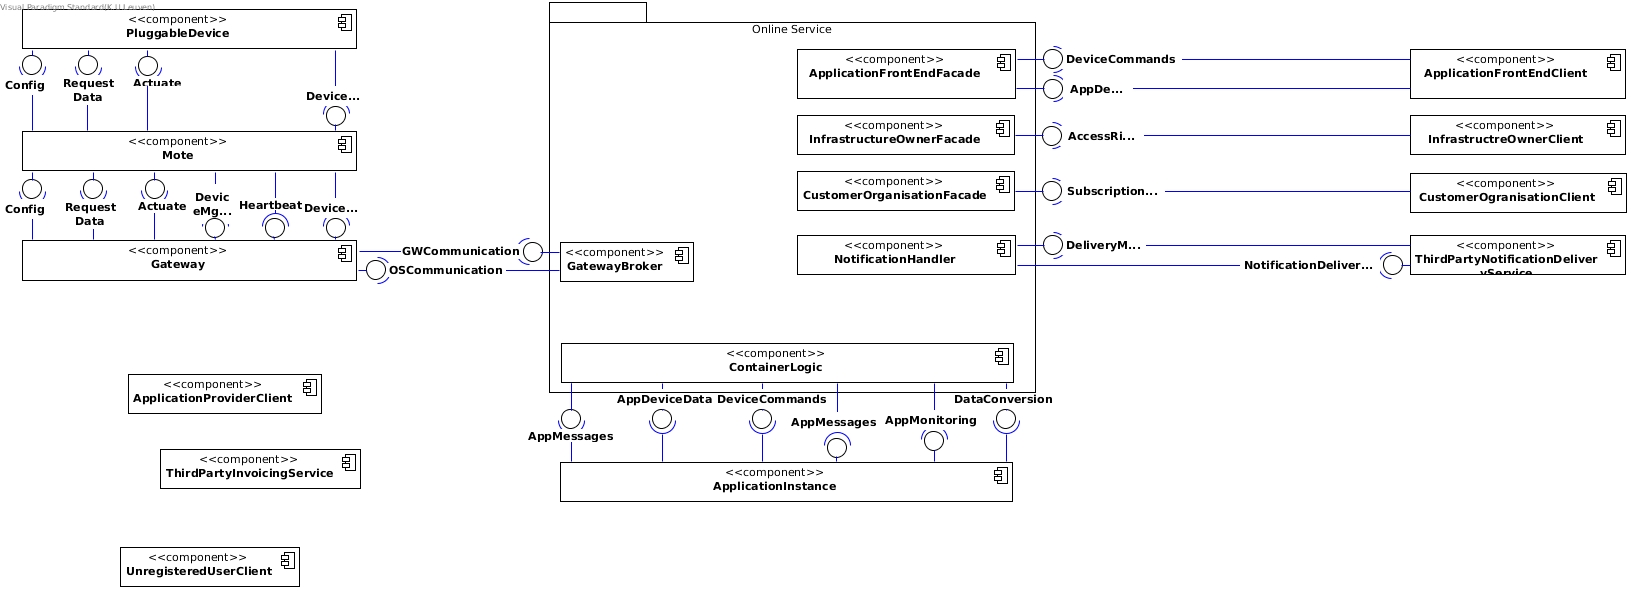 Visual Paradigm Standard(K.U.Leuven)
<<component>>
PluggableDevice
Config
Request
Data
Actuate
Device...
<<component>>
Mote
Config
Request
Data
Actuate
Devic
eMg...
Heartbeat
Device...
<<component>>
Gateway
GWCommunication
OSCommunication
<<component>>
ApplicationProviderClient
<<component>>
ThirdPartyInvoicingService
<<component>>
UnregisteredUserClient
Online Service
<<component>>
GatewayBroker
<<component>>
ApplicationFrontEndFacade
<<component>>
InfrastructureOwnerFacade
<<component>>
CustomerOrganisationFacade
<<component>>
NotificationHandler
<<component>>
ContainerLogic
AppMessages
AppDeviceData
DeviceCommands
AppMessages
AppMonitoring
DataConversion
<<component>>
ApplicationInstance
DeviceCommands
AppDe...
AccessRi...
Subscription...
DeliveryM...
NotificationDeliver...
<<component>>
ApplicationFrontEndClient
<<component>>
InfrastructreOwnerClient
<<component>>
CustomerOgranisationClient
<<component>>
ThirdPartyNotificationDeliver
yService